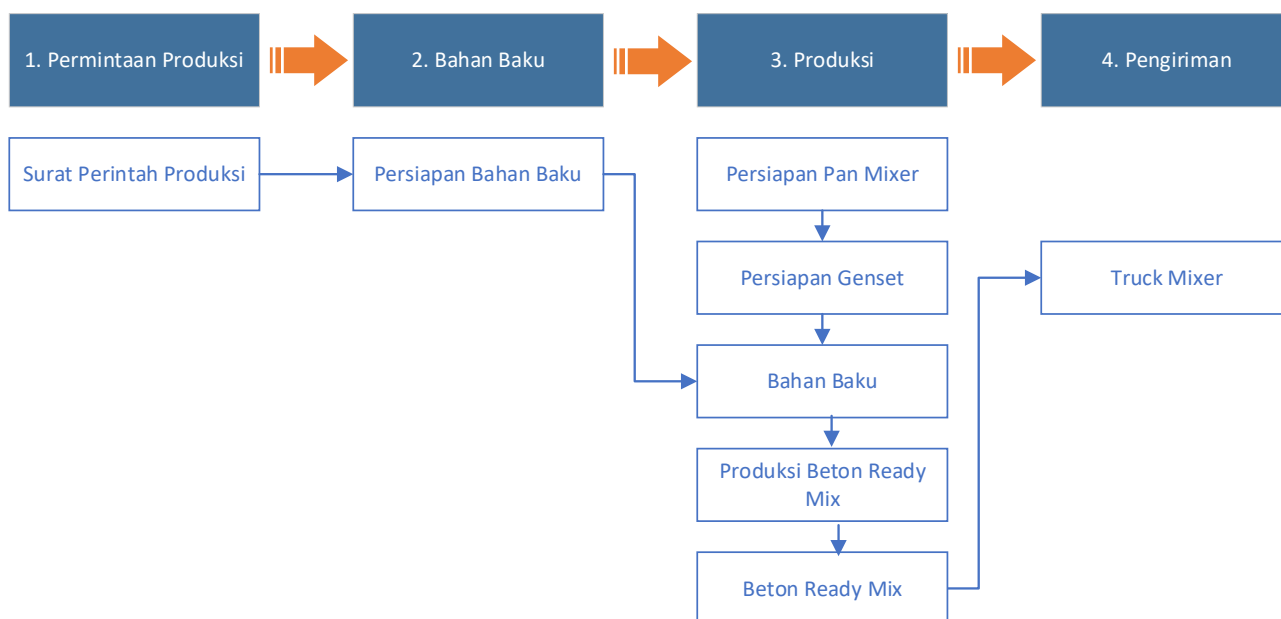 1. Permintaan Produksi
2. Bahan Baku
3. Produksi
4. Pengiriman
Surat Perintah Produksi
Persiapan Bahan Baku
Persiapan Pan Mixer
Persiapan Genset
Truck Mixer
Bahan Baku
Produksi Beton Ready
Mix
Beton Ready Mix